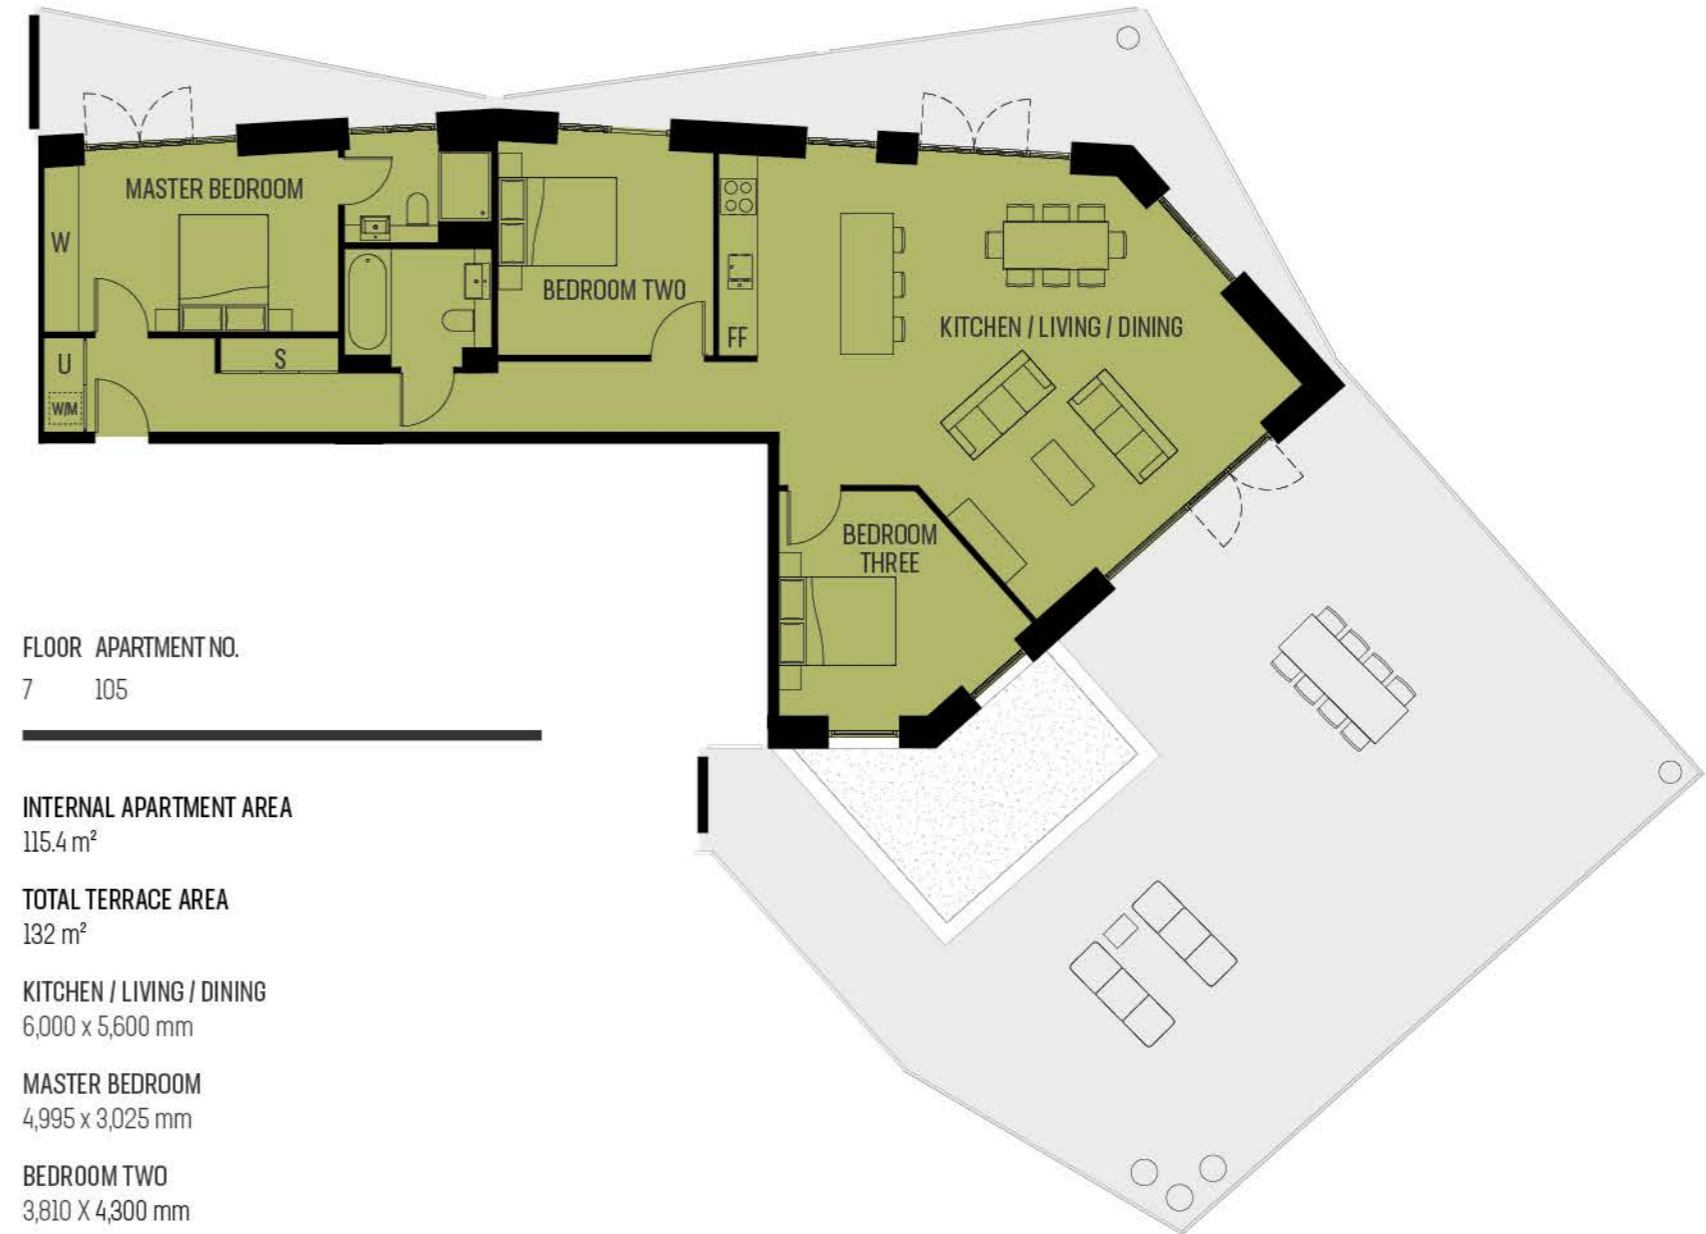 MASTER BEDROOM
W
BEDROOM TWO
KITCHEN / LIVING / DINING
FF
S
U
W/M
BEDROOM
THREE
FLOOR APARTMENT NO.
7 105
INTERNAL APARTMENT AREA
115.4 m²
TOTAL TERRACE AREA
132 m²
KITCHEN / LIVING / DINING
6,000 x 5,600 mm
MASTER BEDROOM
4,995 x 3,025 mm
BEDROOM TWO
3,810 X 4,300 mm